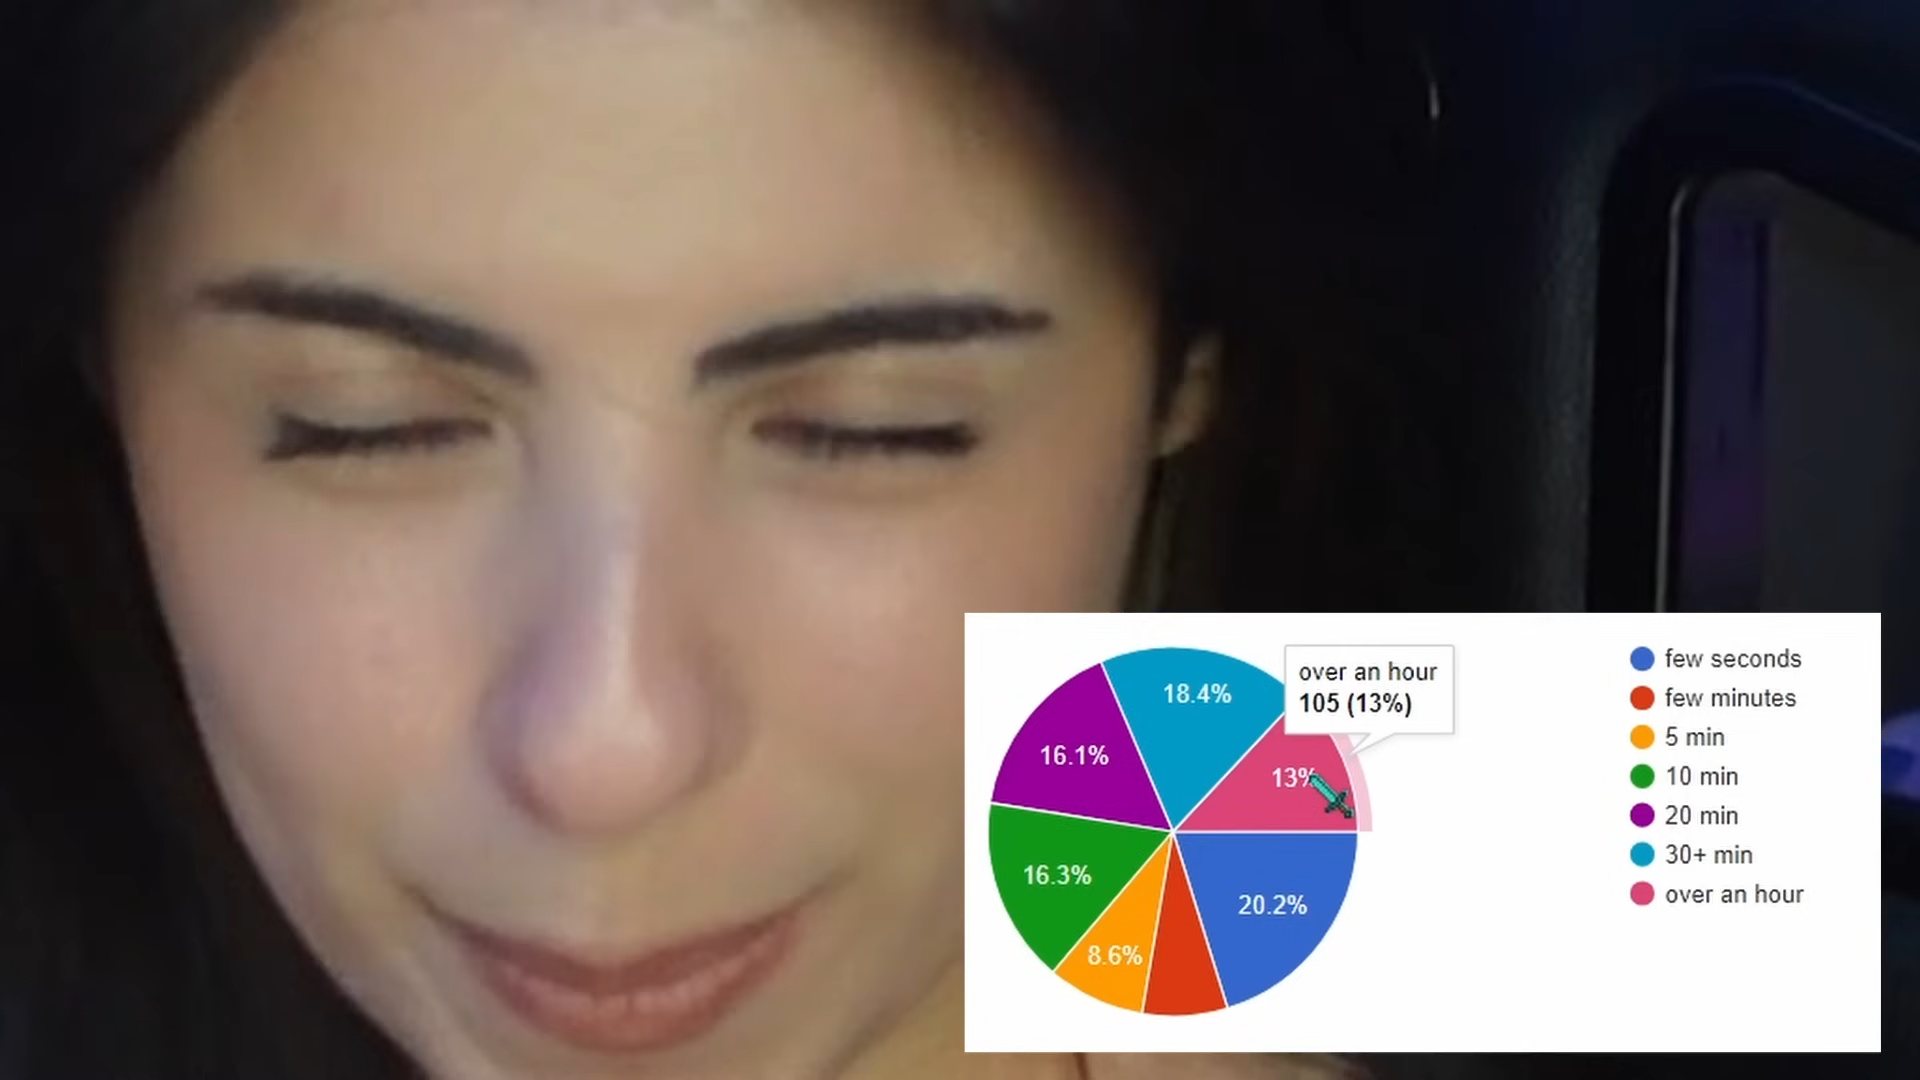 over an hour
105 (13%)
18.4%
16.1%
13%
16.3%
20.2%
8.6%
few seconds
few minutes
5 min
10 min
20 min
30+ min
over an hour